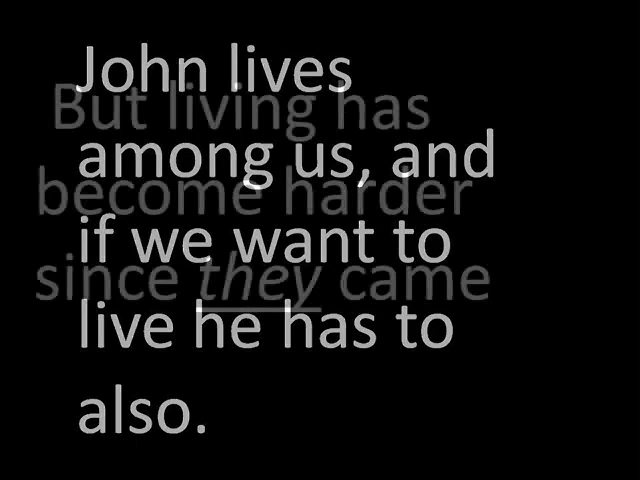 John lives
among us, and
if we want to
live he has to
also.
But living has
become harder
since they came